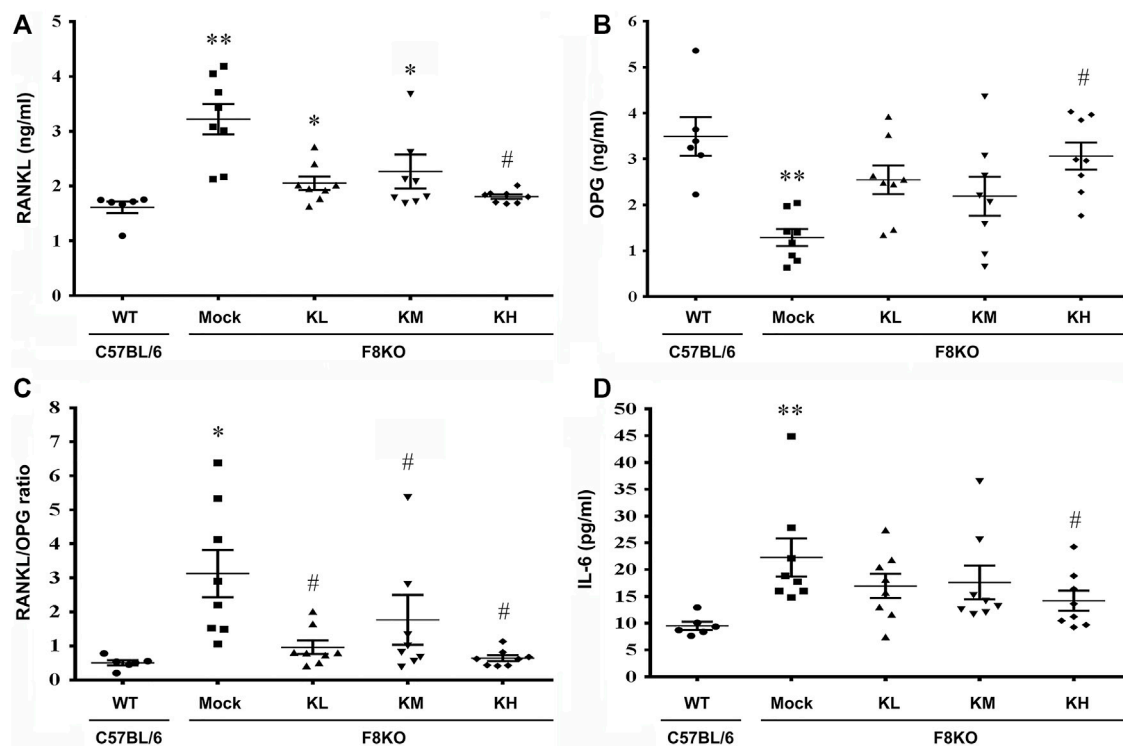 A
RANKL (ng/ml)
5
4
3
2
1
0
**
*
*
#
WT
Mock
KL
KM
KH
C57BL/6
F8KO
B
OPG (ng/ml)
6
5
4
3
2
1
0
**
#
WT
Mock
KL
KM
KH
C57BL/6
F8KO
C
RANKL/OPG ratio
8
7
6
5
4
3
2
1
0
*
#
#
#
WT
Mock
KL
KM
KH
C57BL/6
F8KO
D
IL-6 (pg/ml)
50
45
40
35
30
25
20
15
10
5
0
**
#
WT
Mock
KL
KM
KH
C57BL/6
F8KO